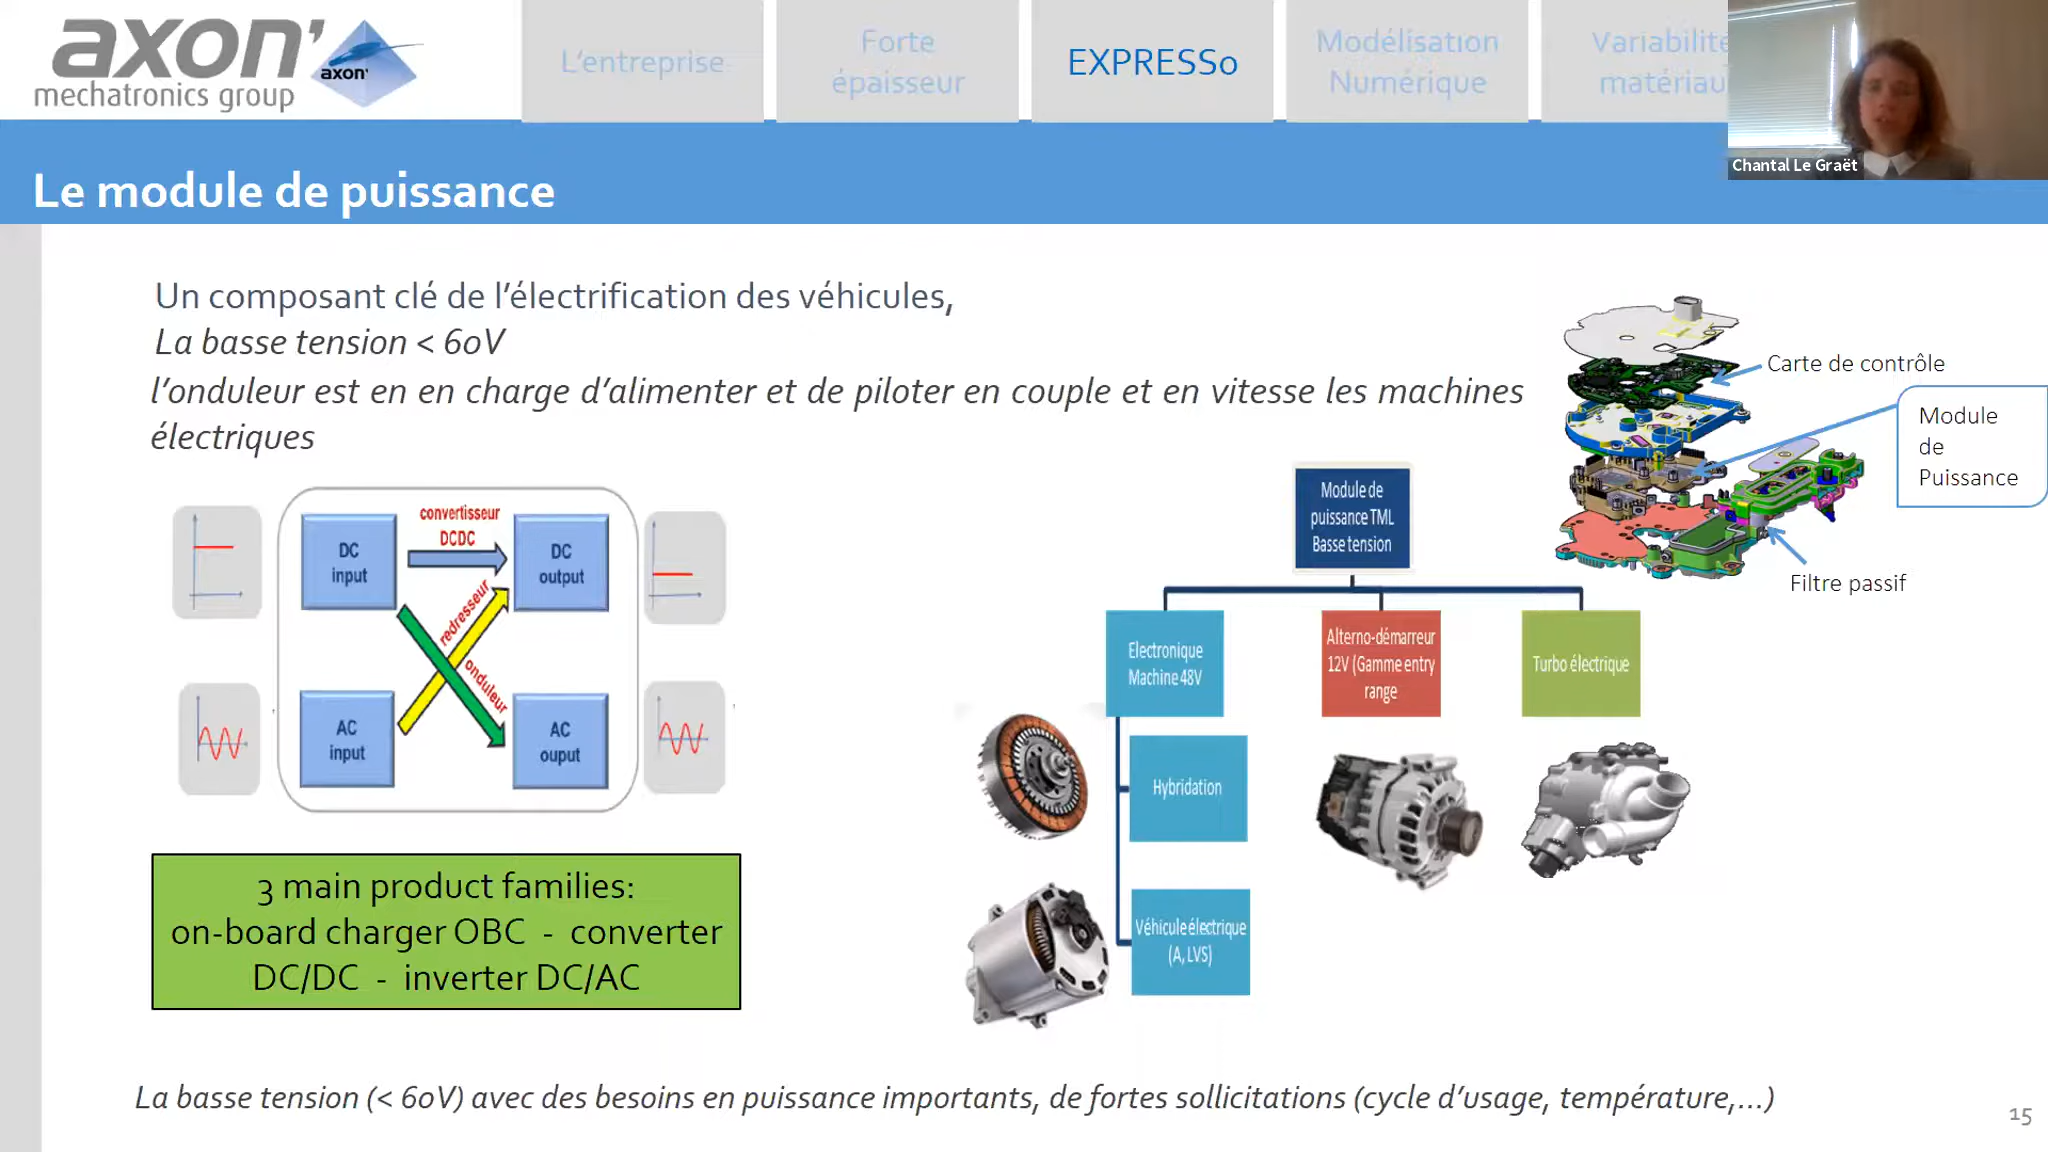 axon'
mechatronics group
axon'
L'entreprise
Forte
épaisseur
EXPRESSo
Modélisation
Numérique
Variabilité
matériau
Chantal Le Graët
Le module de puissance
Un composant clé de l'électrification des véhicules,
La basse tension < 60V
l'onduleur est en en charge d'alimenter et de piloter en couple et en vitesse les machines
électriques
Carte de contrôle
Module
de
Puissance
Filtre passif
convertisseur
DCDC
DC
input
DC
output
redresseur
onduleur
AC
input
AC
ouput
3 main product families:
on-board charger OBC - converter
DC/DC - inverter DC/AC
Module de
puissance TML
Basse tension
Electronique
Machine 48V
Alterno-démarreur
12V (Gamme entry
range
Turbo électrique
Hybridation
Véhicule électrique
(A, LVS)
La basse tension (< 60V) avec des besoins en puissance importants, de fortes sollicitations (cycle d'usage, température,...)
15